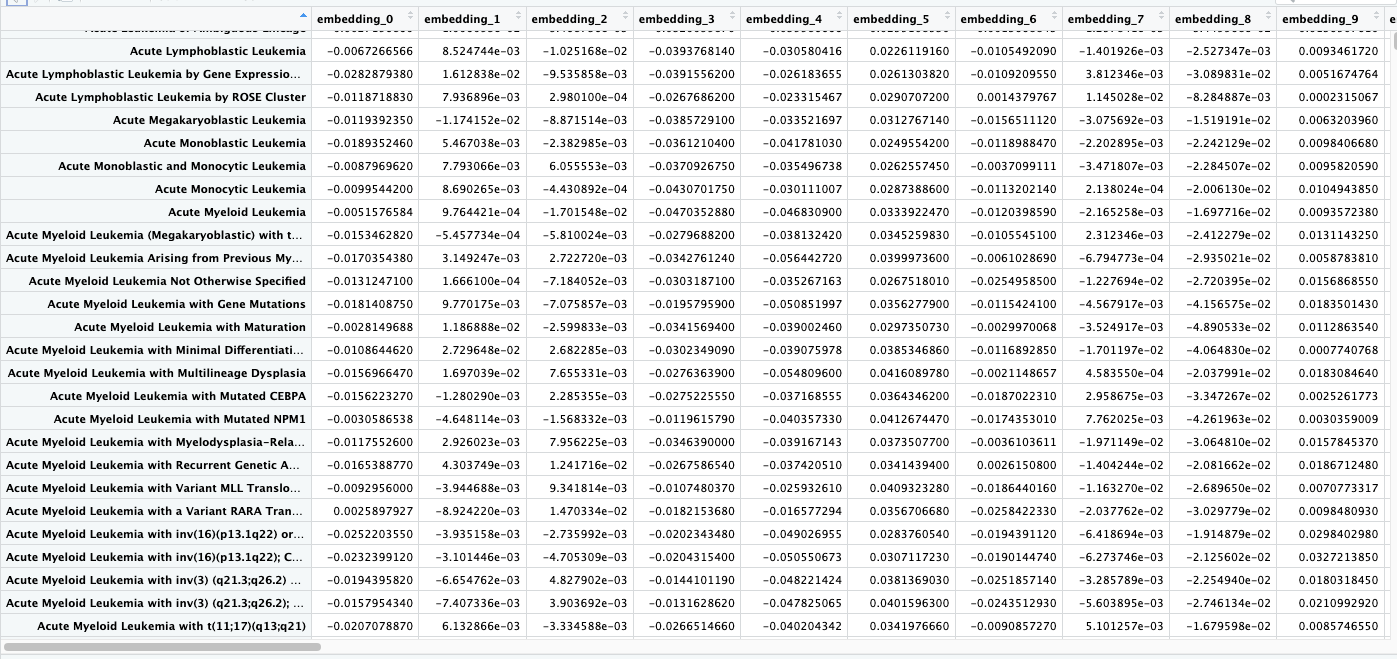 embedding_0 embedding_1 embedding_2 embedding_3 embedding_4 embedding_5 embedding_6 embedding_7 embedding_8 embedding_9
Acute Lymphoblastic Leukemia -0.0067266566 8.524744e-03 -1.025168e-02 -0.0393768140 -0.030580416 0.0226119160 -0.0105492090 -1.401926e-03 -2.527347e-03 0.0093461720
Acute Lymphoblastic Leukemia by Gene Expressio... -0.0282879380 1.612838e-02 -9.535858e-03 -0.0391556200 -0.026183655 0.0261303820 -0.0109209550 3.812346e-03 -3.089831e-02 0.0051674764
Acute Lymphoblastic Leukemia by ROSE Cluster -0.0118718830 7.936896e-03 2.980100e-04 -0.0267686200 -0.023315467 0.0290707200 0.0014379767 1.145028e-02 -8.284887e-03 0.0002315067
Acute Megakaryoblastic Leukemia -0.0119392350 -1.174152e-02 -8.871514e-03 -0.0385729100 -0.033521697 0.0312767140 -0.0156511120 -3.075692e-03 -1.519191e-02 0.0063203960
Acute Monoblastic Leukemia -0.0189352460 5.467038e-03 -2.382985e-03 -0.0361210400 -0.041781030 0.0249554200 -0.0118988470 -2.202895e-03 -2.242129e-02 0.0098406680
Acute Monoblastic and Monocytic Leukemia -0.0087969620 7.793066e-03 6.055553e-03 -0.0370926750 -0.035496738 0.0262557450 -0.0037099111 -3.471807e-03 -2.284507e-02 0.0095820590
Acute Monocytic Leukemia -0.0099544200 8.690265e-03 -4.430892e-04 -0.0430701750 -0.030111007 0.0287388600 -0.0113202140 2.138024e-04 -2.006130e-02 0.0104943850
Acute Myeloid Leukemia -0.0051576584 9.764421e-04 -1.701548e-02 -0.0470352880 -0.046830900 0.0333922470 -0.0120398590 -2.165258e-03 -1.697716e-02 0.0093572380
Acute Myeloid Leukemia (Megakaryoblastic) with t... -0.0153462820 -5.457734e-04 -5.810024e-03 -0.0279688200 -0.038132420 0.0345259830 -0.0105545100 2.312346e-03 -2.412279e-02 0.0131143250
Acute Myeloid Leukemia Arising from Previous My... -0.0170354380 3.149247e-03 2.722720e-03 -0.0342761240 -0.056442720 0.0399973600 -0.0061028690 -6.794773e-04 -2.935021e-02 0.0058783810
Acute Myeloid Leukemia Not Otherwise Specified -0.0131247100 1.666100e-04 -7.184052e-03 -0.0303187100 -0.035267163 0.0267518010 -0.0254958500 -1.227694e-02 -2.720395e-02 0.0156868550
Acute Myeloid Leukemia with Gene Mutations -0.0181408750 9.770175e-03 -7.075857e-03 -0.0195795900 -0.050851997 0.0356277900 -0.0115424100 -4.567917e-03 -4.156575e-02 0.0183501430
Acute Myeloid Leukemia with Maturation -0.0028149688 1.186888e-02 -2.599833e-03 -0.0341569400 -0.039002460 0.0297350730 -0.0029970068 -3.524917e-03 -4.890533e-02 0.0112863540
Acute Myeloid Leukemia with Minimal Differentiati... -0.0108644620 2.729648e-02 2.682285e-03 -0.0302349090 -0.039075978 0.0385346860 -0.0116892850 -1.701197e-02 -4.064830e-02 0.0007740768
Acute Myeloid Leukemia with Multilineage Dysplasia -0.0156966470 1.697039e-02 7.655331e-03 -0.0276363900 -0.054809600 0.0416089780 -0.0021148657 4.583550e-04 -2.037991e-02 0.0183084640
Acute Myeloid Leukemia with Mutated CEBPA -0.0156223270 -1.280290e-03 2.285355e-03 -0.0275225550 -0.037168555 0.0364346200 -0.0187022310 2.958675e-03 -3.347267e-02 0.0025261773
Acute Myeloid Leukemia with Mutated NPM1 -0.0030586538 -4.648114e-03 -1.568332e-03 -0.0119615790 -0.040357330 0.0412674470 -0.0174353010 7.762025e-03 -4.261963e-02 0.0030359009
Acute Myeloid Leukemia with Myelodysplasia-Rela... -0.0117552600 2.926023e-03 7.956225e-03 -0.0346390000 -0.039167143 0.0373507700 -0.0036103611 -1.971149e-02 -3.064810e-02 0.0157845370
Acute Myeloid Leukemia with Recurrent Genetic A... -0.0165388770 4.303749e-03 1.241716e-02 -0.0267586540 -0.037420510 0.0341439400 0.0026150800 -1.404244e-02 -2.081662e-02 0.0186712480
Acute Myeloid Leukemia with Variant MLL Translo... -0.0092956000 -3.944688e-03 9.341814e-03 -0.0107480370 -0.025932610 0.0409323280 -0.0186440160 -1.163270e-02 -2.689650e-02 0.0070773317
Acute Myeloid Leukemia with a Variant RARA Tran... 0.0025897927 -8.924220e-03 1.470334e-02 -0.0182153680 -0.016577294 0.0356706680 -0.0258422330 -2.037762e-02 -3.029779e-02 0.0098480930
Acute Myeloid Leukemia with inv(16)(p13.1q22) or... -0.0252203550 -3.935158e-03 -2.735992e-03 -0.0202343480 -0.049026955 0.0283760540 -0.0194391120 -6.418694e-03 -1.914879e-02 0.0298402980
Acute Myeloid Leukemia with inv(16)(p13.1q22); C... -0.0232399120 -3.101446e-03 -4.705309e-03 -0.0204315400 -0.050550673 0.0307117230 -0.0190144740 -6.273746e-03 -2.125602e-02 0.0327213850
Acute Myeloid Leukemia with inv(3) (q21.3;q26.2) ... -0.0194395820 -6.654762e-03 4.827902e-03 -0.0144101190 -0.048221424 0.0381369030 -0.0251857140 -3.285789e-03 -2.254940e-02 0.0180318450
Acute Myeloid Leukemia with inv(3) (q21.3;q26.2); ... -0.0157954340 -7.407336e-03 3.903692e-03 -0.0131628620 -0.047825065 0.0401596300 -0.0243512930 -5.603895e-03 -2.746134e-02 0.0210992920
Acute Myeloid Leukemia with t(11;17)(q13;q21) -0.0207078870 6.132866e-03 -3.334588e-03 -0.0266514660 -0.040204342 0.0341976660 -0.0090857270 5.101257e-03 -1.679598e-02 0.0085746550